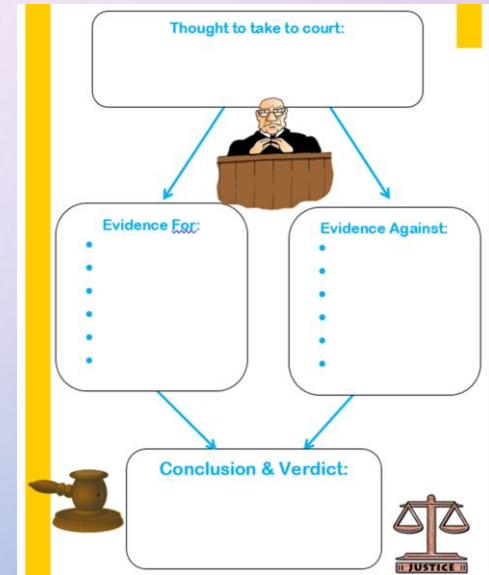 Thought to take to court:
Evidence For:
Evidence Against:
Conclusion & Verdict:
JUSTICE